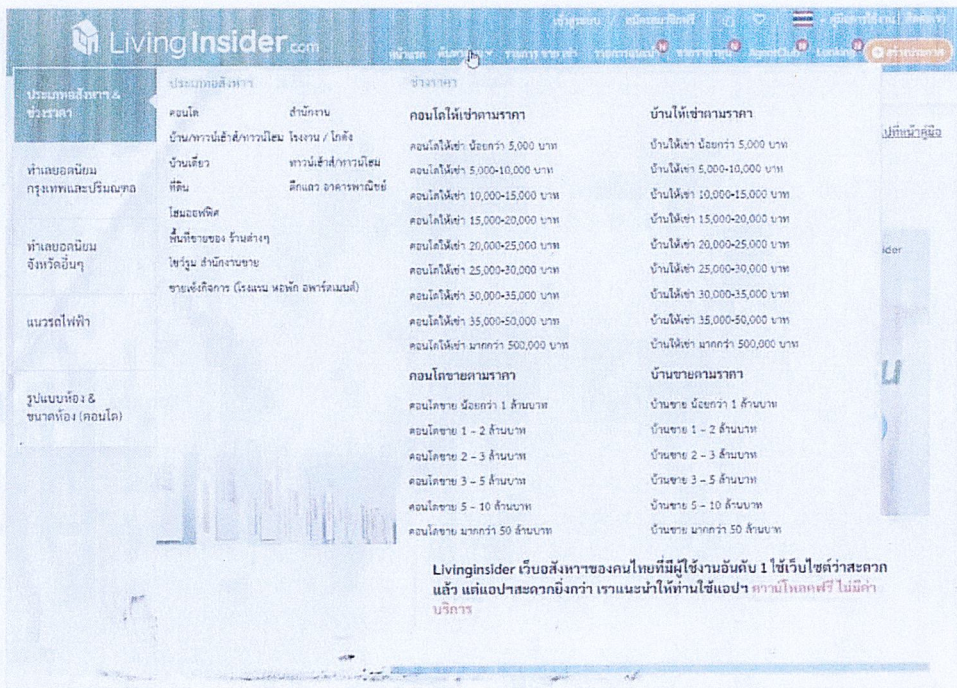 LivingInsider.com
เข้าสู่ระบบ / สมัครสมาชิกฟรี
หน้าแรก
สร้างประกาศ
ประเภทอสังหาฯ &
ช่วงราคา
ทำเลยอดนิยม
กรุงเทพและปริมณฑล
ทำเลยอดนิยม
จังหวัดอื่นๆ
แนวรถไฟฟ้า
รูปแบบห้อง &
ขนาดห้อง (คอนโด)
ประเภทอสังหาฯ
คอนโด
สำนักงาน
บ้าน/ทาวน์เฮ้าส์/ทาวน์โฮม
โรงงาน / โกดัง
บ้านเดี่ยว
ทาวน์เฮ้าส์/ทาวน์โฮม
ที่ดิน
ตึกแถว อาคารพาณิชย์
โฮมออฟฟิศ
พื้นที่ขายของ ร้านต่างๆ
โชว์รูม สำนักงานขาย
ขายเซ้งกิจการ (โรงแรม หอพัก อพาร์ตเมนต์)
ช่วงราคา
คอนโดให้เช่าตามราคา
คอนโดให้เช่า น้อยกว่า 5,000 บาท
คอนโดให้เช่า 5,000-10,000 บาท
คอนโดให้เช่า 10,000-15,000 บาท
คอนโดให้เช่า 15,000-20,000 บาท
คอนโดให้เช่า 20,000-25,000 บาท
คอนโดให้เช่า 25,000-30,000 บาท
คอนโดให้เช่า 30,000-35,000 บาท
คอนโดให้เช่า 35,000-50,000 บาท
คอนโดให้เช่า มากกว่า 500,000 บาท
คอนโดขายตามราคา
คอนโดขาย น้อยกว่า 1 ล้านบาท
คอนโดขาย 1 – 2 ล้านบาท
คอนโดขาย 2 – 3 ล้านบาท
คอนโดขาย 3 – 5 ล้านบาท
คอนโดขาย 5 – 10 ล้านบาท
คอนโดขาย มากกว่า 50 ล้านบาท
บ้านให้เช่าตามราคา
บ้านให้เช่า น้อยกว่า 5,000 บาท
บ้านให้เช่า 5,000-10,000 บาท
บ้านให้เช่า 10,000-15,000 บาท
บ้านให้เช่า 15,000-20,000 บาท
บ้านให้เช่า 20,000-25,000 บาท
บ้านให้เช่า 25,000-30,000 บาท
บ้านให้เช่า 30,000-35,000 บาท
บ้านให้เช่า 35,000-50,000 บาท
บ้านให้เช่า มากกว่า 500,000 บาท
บ้านขายตามราคา
บ้านขาย น้อยกว่า 1 ล้านบาท
บ้านขาย 1 – 2 ล้านบาท
บ้านขาย 2 – 3 ล้านบาท
บ้านขาย 3 – 5 ล้านบาท
บ้านขาย 5 – 10 ล้านบาท
บ้านขาย มากกว่า 50 ล้านบาท
ไปที่หน้าคู่มือ
Livinginsider เว็บอสังหาฯของคนไทยที่มีผู้ใช้งานอันดับ 1 ใช้เว็บไซต์ว่าสะดวก
แล้ว แต่แอปฯสะดวกยิ่งกว่า เราแนะนำให้ท่านใช้แอปฯ ดาวน์โหลดฟรี ไม่มีค่า
บริการ